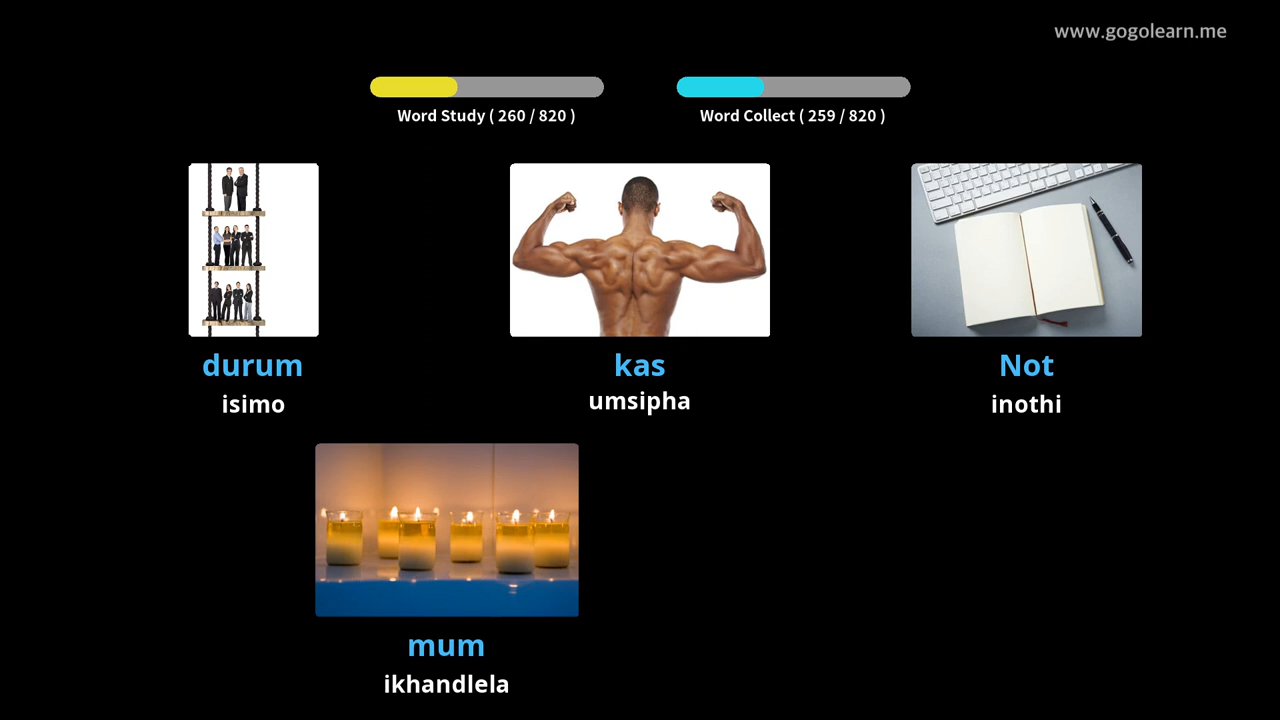 www.gogolearn.me
Word Study ( 260 / 820 )
Word Collect ( 259 / 820 )
durum
kas
Not
isimo
umsipha
inothi
mum
ikhandlela